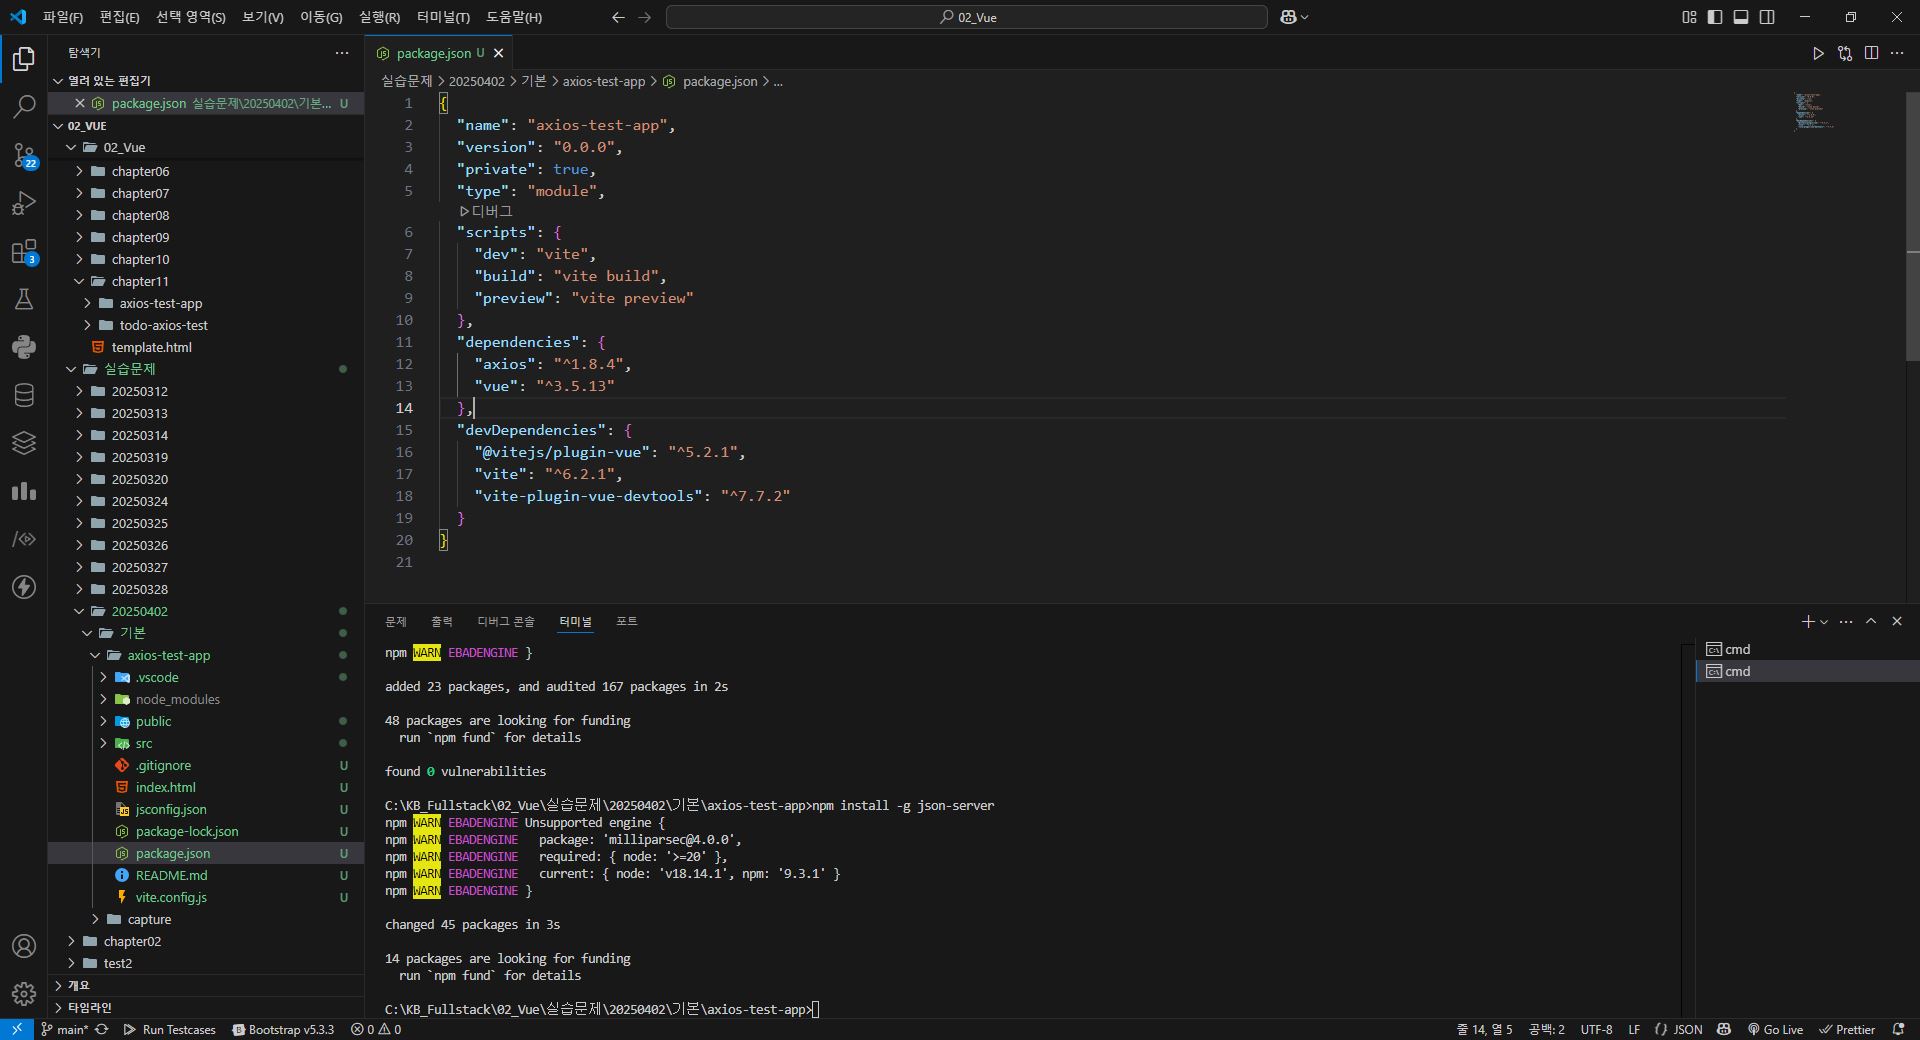 파일(F) 편집(E) 선택 영역(S) 보기(V) 이동(G) 실행(R) 터미널(T) 도움말(H)
02_Vue
탐색기
열려 있는 편집기
package.json 실습문제\20250402\기본... U
02_VUE
02_Vue
chapter06
chapter07
chapter08
chapter09
chapter10
chapter11
axios-test-app
todo-axios-test
template.html
실습문제
20250312
20250313
20250314
20250319
20250320
20250324
20250325
20250326
20250327
20250328
20250402
기본
axios-test-app
.vscode
node_modules
public
src
.gitignore U
index.html U
jsconfig.json U
package-lock.json U
package.json U
README.md U
vite.config.js U
capture
chapter02
test2
개요
타임라인
22
3
package.json U
실습문제 > 20250402 > 기본 > axios-test-app > package.json > ...
1 {
2 "name": "axios-test-app",
3 "version": "0.0.0",
4 "private": true,
5 "type": "module",
디버그
6 "scripts": {
7 "dev": "vite",
8 "build": "vite build",
9 "preview": "vite preview"
10 },
11 "dependencies": {
12 "axios": "^1.8.4",
13 "vue": "^3.5.13"
14 },
15 "devDependencies": {
16 "@vitejs/plugin-vue": "^5.2.1",
17 "vite": "^6.2.1",
18 "vite-plugin-vue-devtools": "^7.7.2"
19 }
20 }
21
문제 출력 디버그 콘솔 터미널 포트
npm WARN EBADENGINE }
added 23 packages, and audited 167 packages in 2s
48 packages are looking for funding
run `npm fund` for details
found 0 vulnerabilities
C:\KB_Fullstack\02_Vue\실습문제\20250402\기본\axios-test-app>npm install -g json-server
npm WARN EBADENGINE Unsupported engine {
npm WARN EBADENGINE package: 'milliparsec@4.0.0',
npm WARN EBADENGINE required: { node: '>=20' },
npm WARN EBADENGINE current: { node: 'v18.14.1', npm: '9.3.1' }
npm WARN EBADENGINE }
changed 45 packages in 3s
14 packages are looking for funding
run `npm fund` for details
C:\KB_Fullstack\02_Vue\실습문제\20250402\기본\axios-test-app>
cmd
cmd
main* Run Testcases Bootstrap v5.3.3 0 0
줄 14, 열 5 공백: 2 UTF-8 LF {} JSON Go Live Prettier